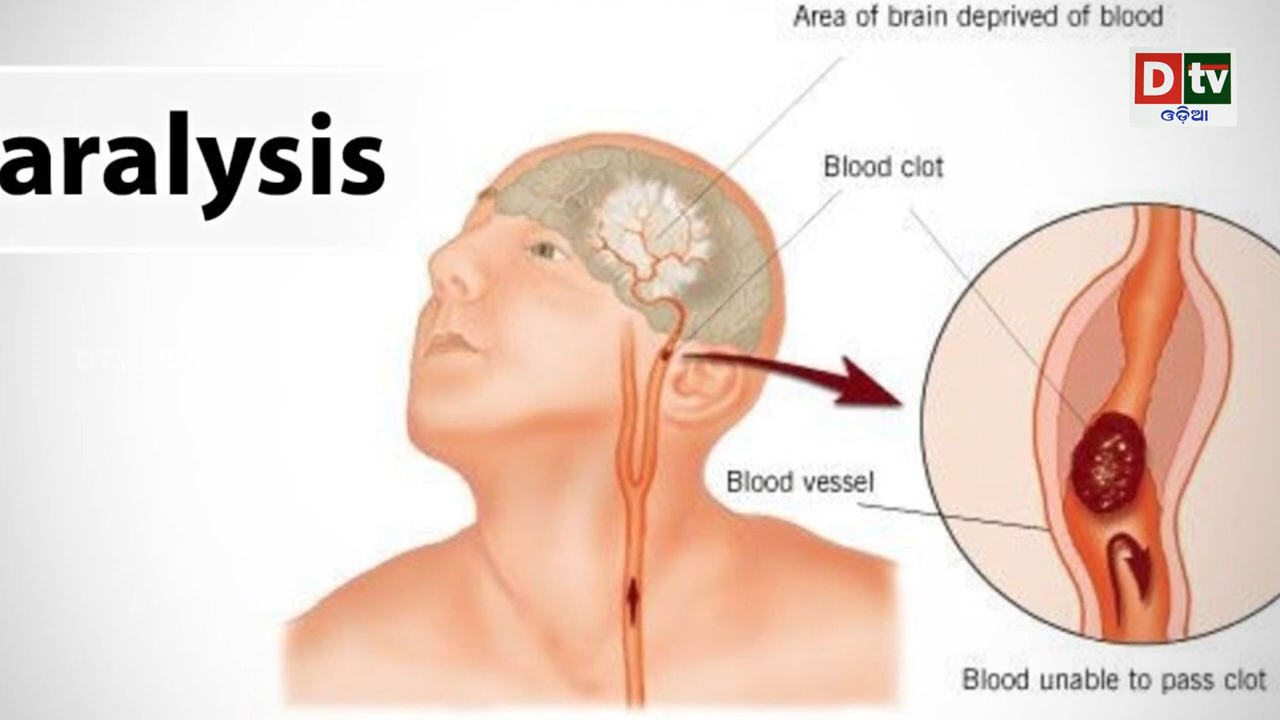 Area of brain deprived of blood
D tv
ଓଡ଼ିଆ
aralysis
Blood clot
Blood vessel
Blood unable to pass clot